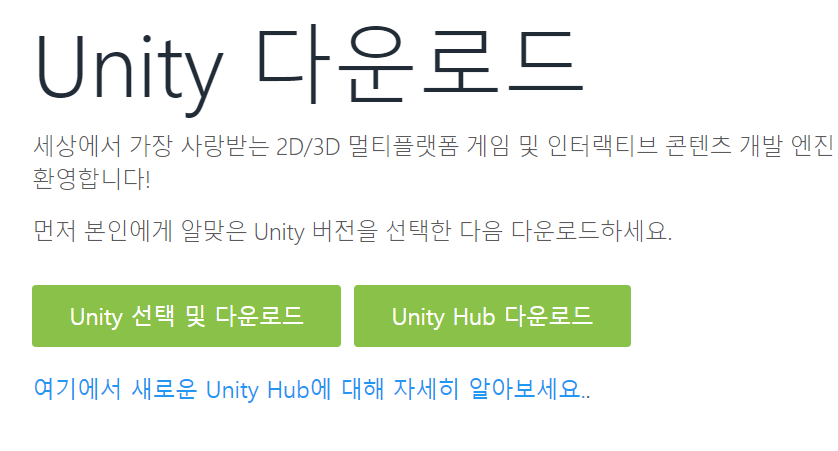 Unity 다운로드
세상에서 가장 사랑받는 2D/3D 멀티플랫폼 게임 및 인터랙티브 콘텐츠 개발 엔진
환영합니다!
먼저 본인에게 알맞은 Unity 버전을 선택한 다음 다운로드하세요.
Unity 선택 및 다운로드
Unity Hub 다운로드
여기에서 새로운 Unity Hub에 대해 자세히 알아보세요..